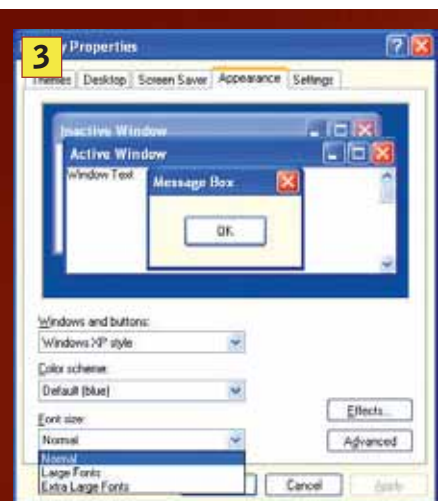 3
Properties
Themes Desktop Screen Saver Appearance Settings
Inactive Window
Active Window
Window Text
Message Box
OK
Windows and buttons:
Windows XP style
Color scheme:
Default (blue)
Font size:
Normal
Effects...
Advanced
Normal
Large Fonts
Extra Large Fonts
Cancel
Apply